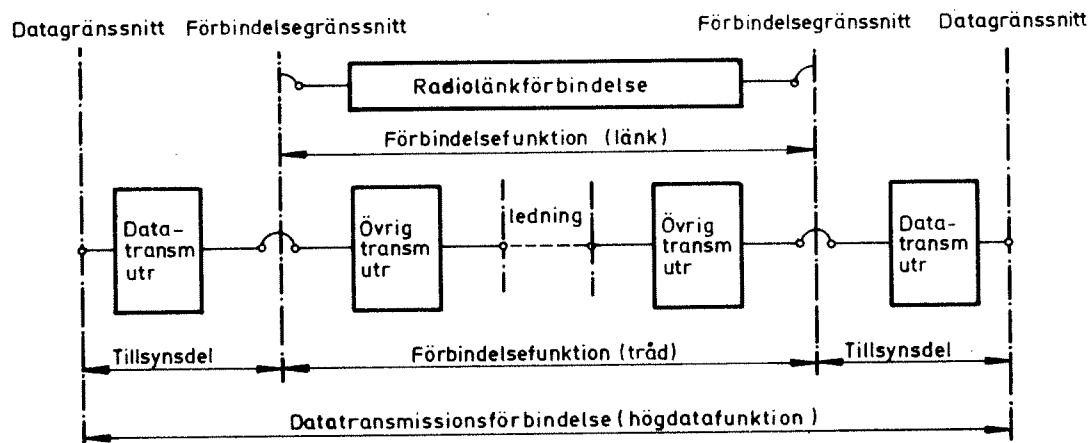 Datagränssnitt Förbindelsegränssnitt Förbindelsegränssnitt Datagränssnitt
Radiolänkförbindelse
Förbindelsefunktion (länk)
Data-
transm
utr
Övrig
transm
utr
ledning
Övrig
transm
utr
Data-
transm
utr
Tillsynsdel Förbindelsefunktion (tråd) Tillsynsdel
Datatransmissionsförbindelse (högdatafunktion)